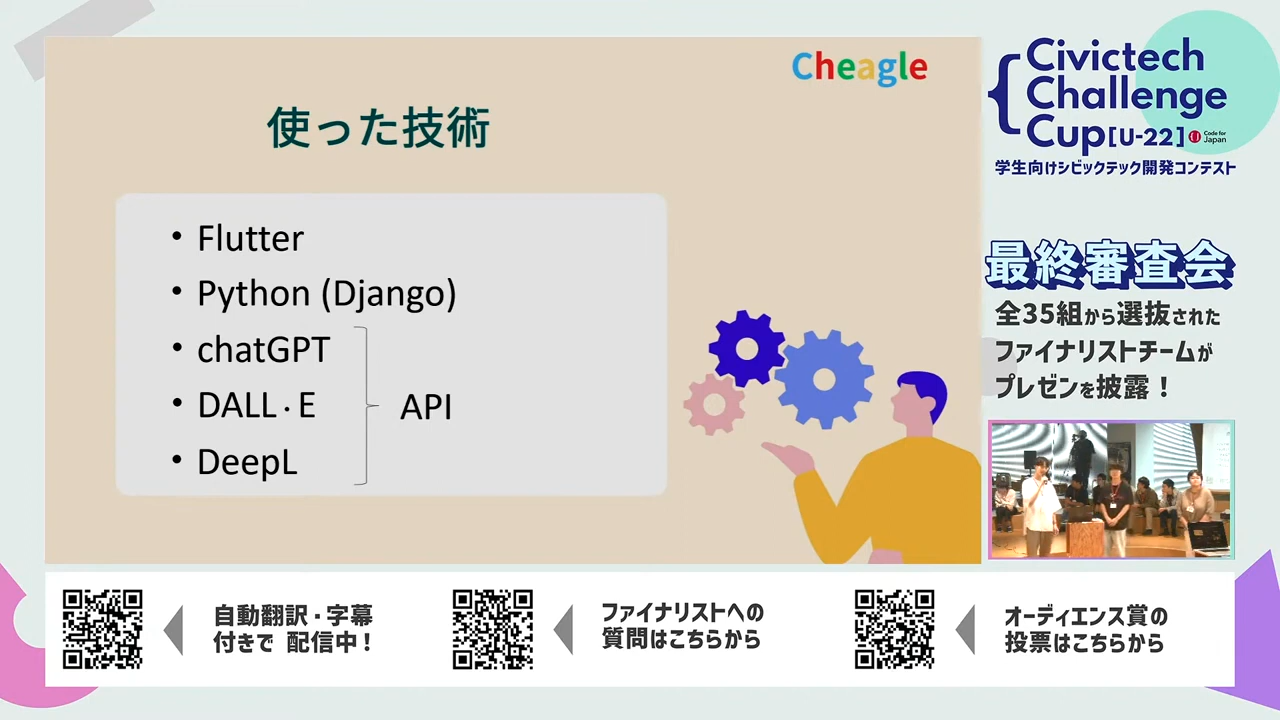 Cheagle
使った技術
• Flutter
• Python (Django)
• chatGPT
• DALL・E
• DeepL
API
Civictech
Challenge
Cup[U-22]
Code for
Japan
学生向けシビックテック開発コンテスト
最終審査会
全35組から選抜された
ファイナリストチームが
プレゼンを披露！
自動翻訳・字幕
付きで 配信中！
ファイナリストへの
質問はこちらから
オーディエンス賞の
投票はこちらから